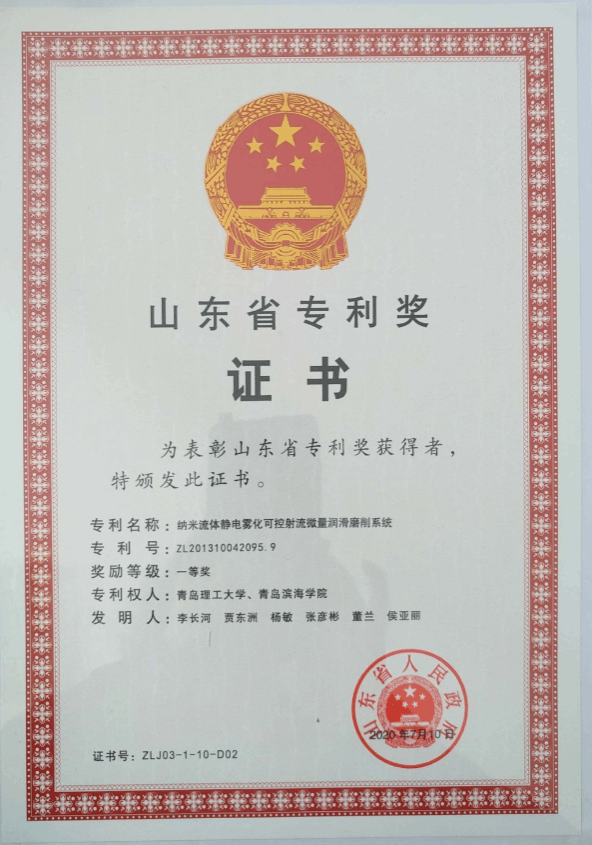 山东省专利奖
证书
为表彰山东省专利奖获得者，
特颁发此证书。
专利名称：纳米流体静电雾化可控射流微量润滑磨削系统
专 利 号：ZL201310042095.9
奖励等级：一等奖
专利权人：青岛理工大学、青岛滨海学院
发 明 人：李长河 贾东洲 杨敏 张彦彬 董兰 侯亚丽
山东省人民政府
2020年7月10日
证书号：ZLJ03-1-10-D02